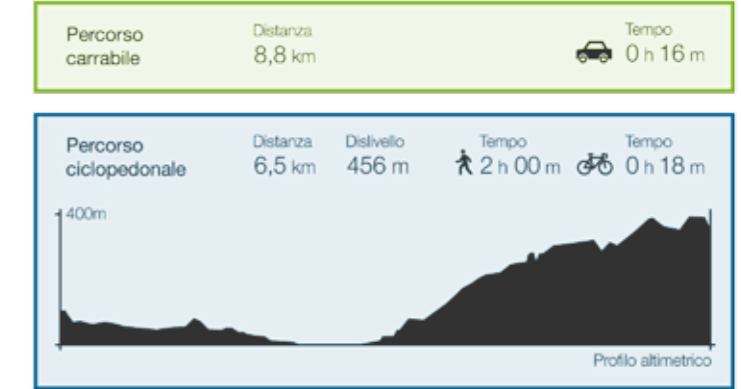 Percorso
carrabile
Distanza
8,8 km
Tempo
0 h 16 m
Percorso
ciclopedonale
Distanza
6,5 km
Dislivello
456 m
Tempo
2 h 00 m
Tempo
0 h 18 m
400m
Profilo altimetrico